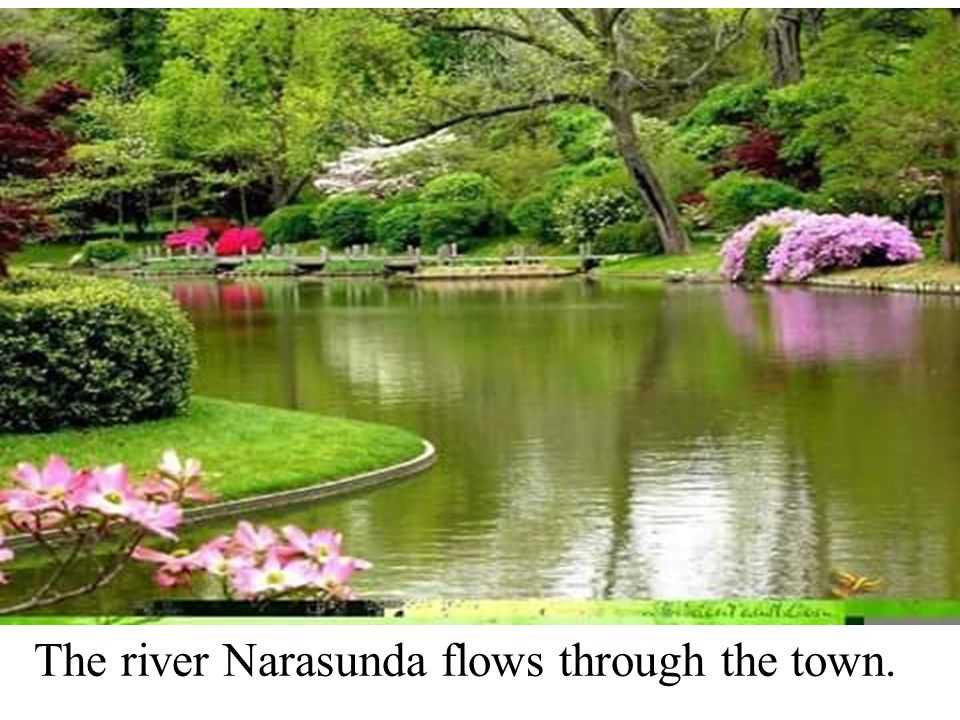 The river Narasunda flows through the town.